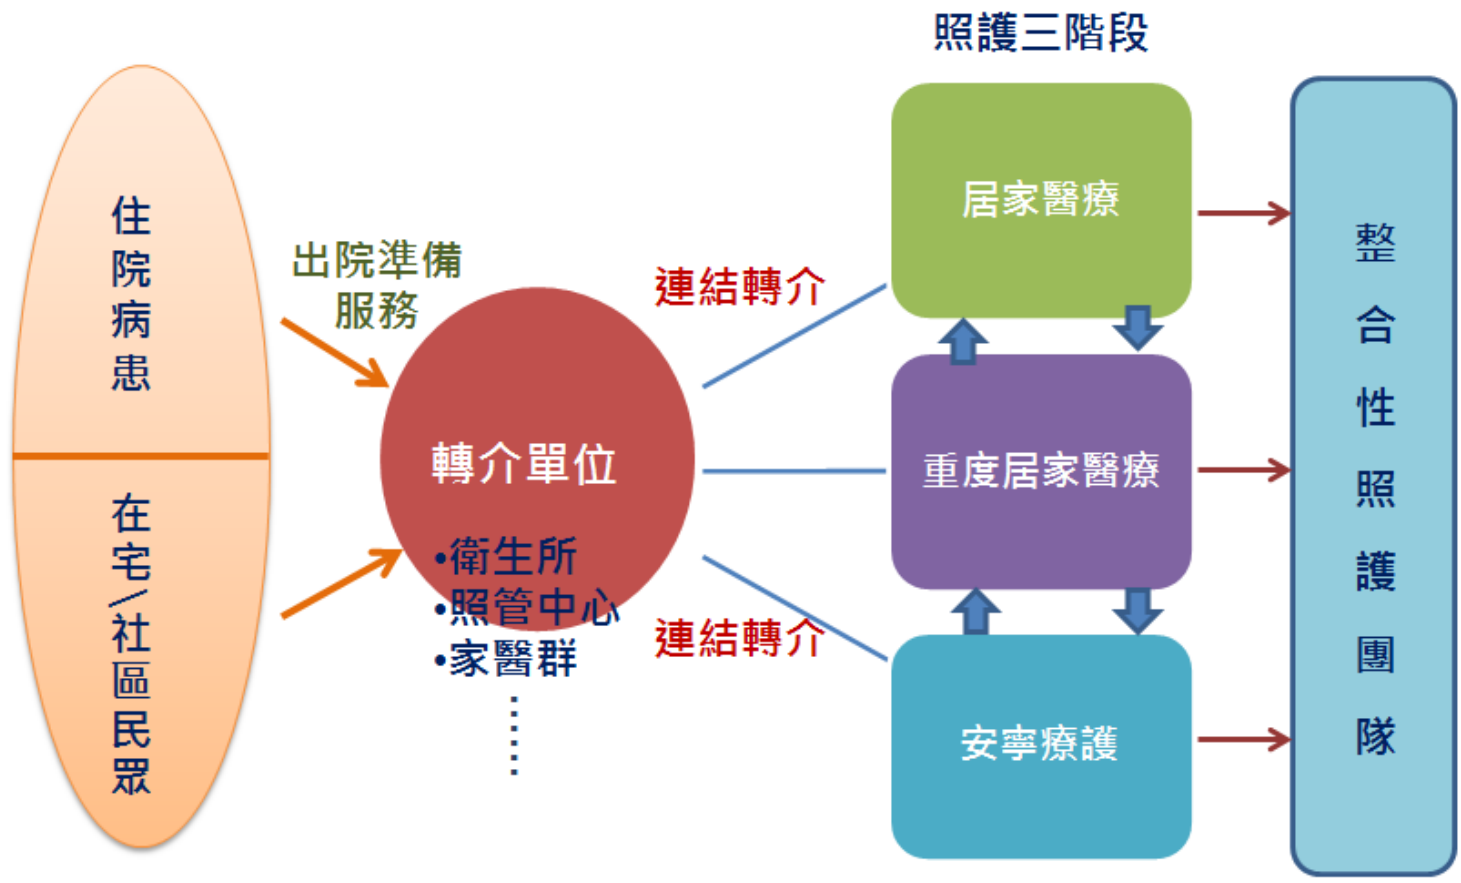 照護三階段
住院病患
在宅\社區民眾
出院準備
服務
轉介單位
•衛生所
•照管中心
•家醫群
⋯⋯
連結轉介
連結轉介
居家醫療
重度居家醫療
安寧療護
整合性照護團隊